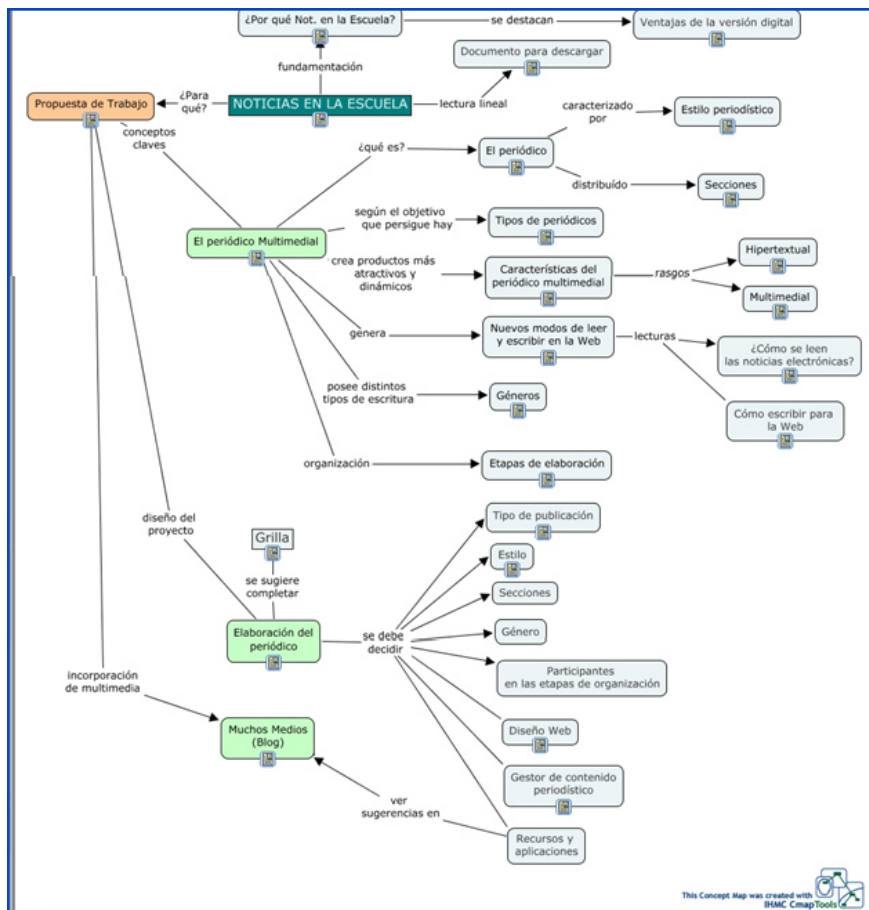 ¿Por qué Not. en la Escuela?
se destacan
Ventajas de la versión digital
fundamentación
Documento para descargar
Propuesta de Trabajo
¿Para
qué?
NOTICIAS EN LA ESCUELA
lectura lineal
caracterizado
por
Estilo periodístico
conceptos
claves
¿qué es?
El periódico
distribuído
Secciones
El periódico Multimedial
según el objetivo
que persigue hay
Tipos de periódicos
crea productos más
atractivos y
dinámicos
Características del
periódico multimedial
rasgos
Hipertextual
Multimedial
genera
Nuevos modos de leer
y escribir en la Web
lecturas
¿Cómo se leen
las noticias electrónicas?
Cómo escribir para
la Web
posee distintos
tipos de escritura
Géneros
organización
Etapas de elaboración
diseño del
proyecto
Grilla
se sugiere
completar
Elaboración del
periódico
se debe
decidir
Tipo de publicación
Estilo
Secciones
Género
Participantes
en las etapas de organización
Diseño Web
Gestor de contenido
periodístico
Recursos y
aplicaciones
incorporación
de multimedia
Muchos Medios
(Blog)
ver
sugerencias en
This Concept Map was created with
IHMC CmapTools